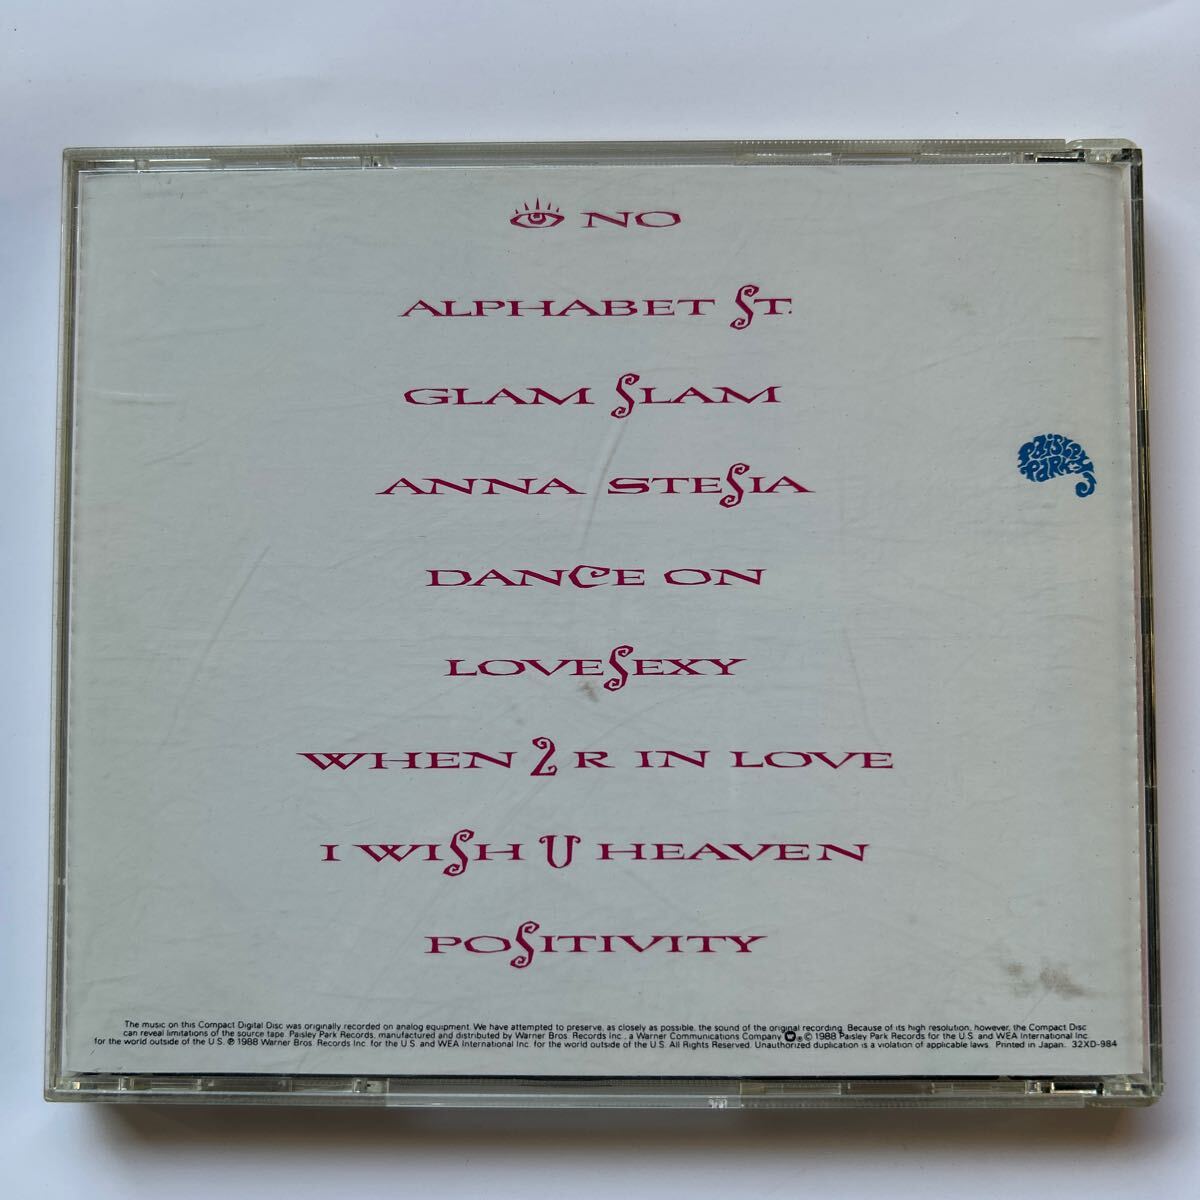 NO
ALPHABET ST.
GLAM SLAM
ANNA STESIA
PAISLEY
PARK
DANCE ON
LOVESEXY
WHEN 2 R IN LOVE
I WISH U HEAVEN
POSITIVITY
The music on this Compact Digital Disc was originally recorded on analog equipment. We have attempted to preserve, as closely as possible, the sound of the original recording. Because of its high resolution, however, the Compact Disc
can reveal limitations of the source tape. Paisley Park Records, manufactured and distributed by Warner Bros. Records Inc., a Warner Communications Company ® © 1988 Paisley Park Records for the U.S. and WEA International Inc.
for the world outside of the U.S. ℗ 1988 Warner Bros. Records Inc. for the U.S. and WEA International Inc. for the world outside of the U.S. All Rights Reserved. Unauthorized duplication is a violation of applicable laws. Printed in Japan. 32XD-984